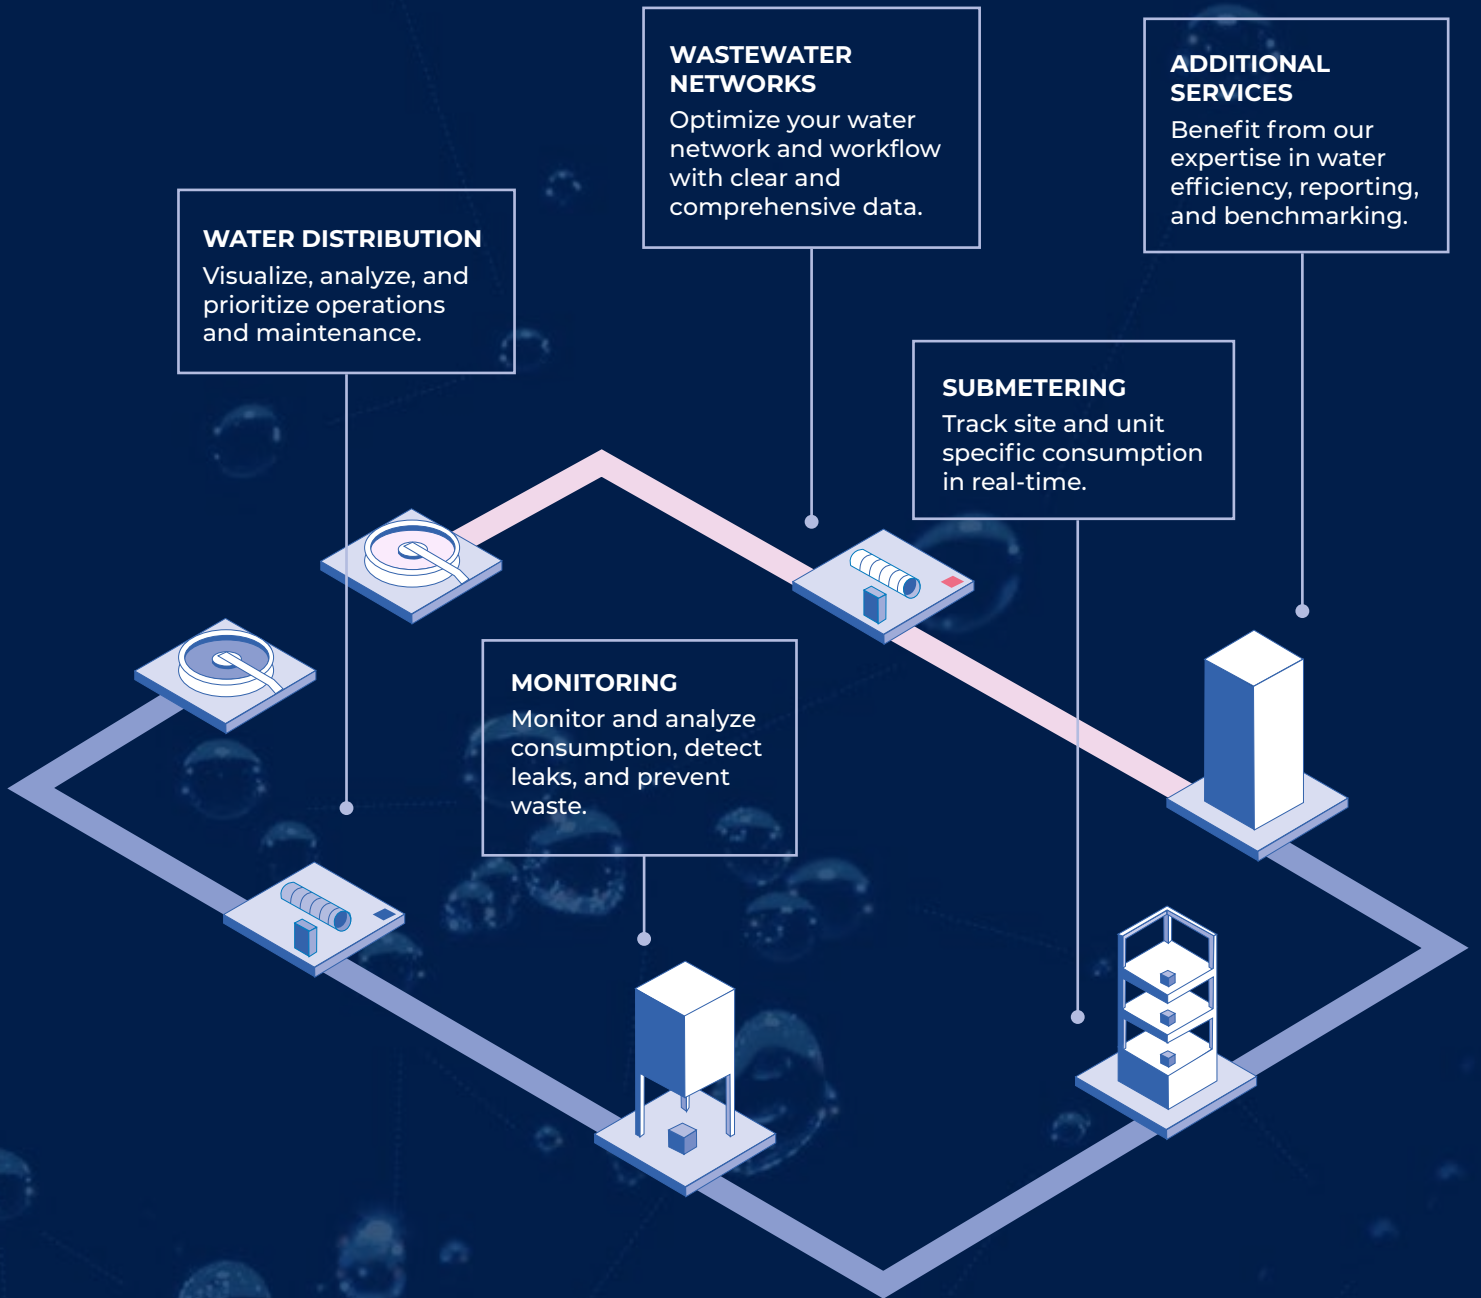 WASTEWATER
NETWORKS
Optimize your water
network and workflow
with clear and
comprehensive data.
ADDITIONAL
SERVICES
Benefit from our
expertise in water
efficiency, reporting,
and benchmarking.
WATER DISTRIBUTION
Visualize, analyze, and
prioritize operations
and maintenance.
SUBMETERING
Track site and unit
specific consumption
in real-time.
MONITORING
Monitor and analyze
consumption, detect
leaks, and prevent
waste.